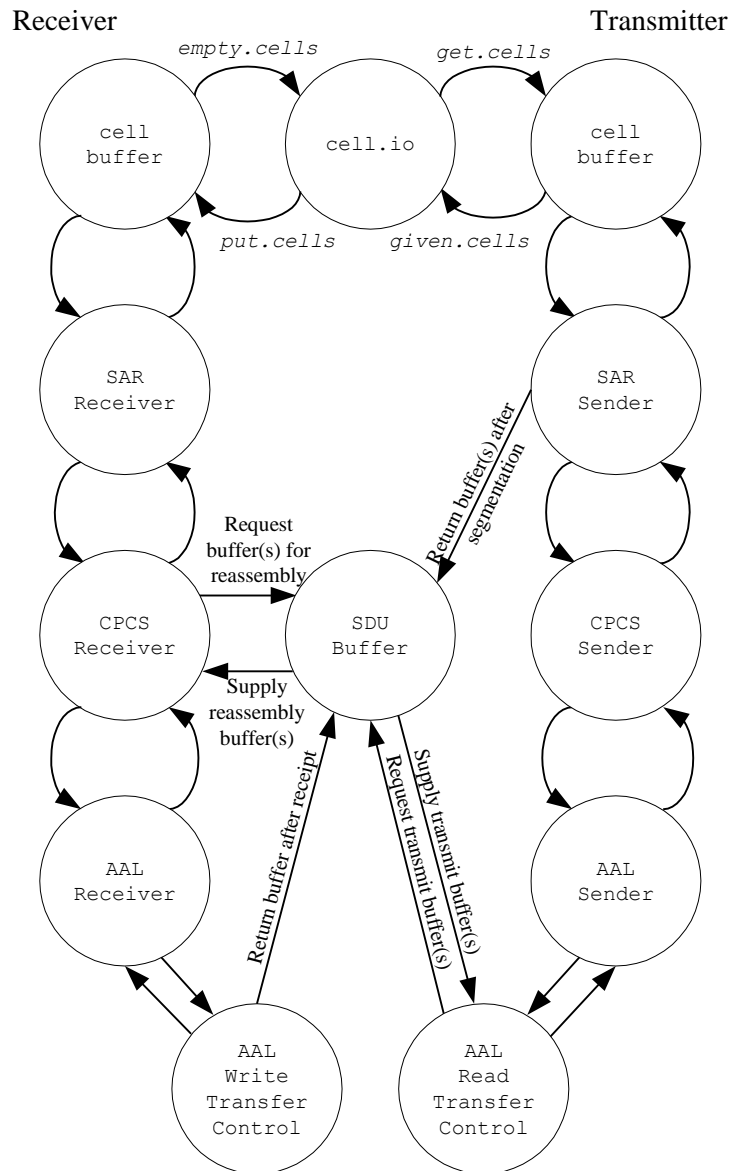 Receiver
Transmitter
empty.cells
get.cells
cell
buffer
cell.io
cell
buffer
put.cells
given.cells
SAR
Receiver
SAR
Sender
Return buffer(s) after
segmentation
Request
buffer(s) for
reassembly
CPCS
Receiver
SDU
Buffer
CPCS
Sender
Supply
reassembly
buffer(s)
Return buffer after receipt
Request transmit buffer(s)
Supply transmit buffer(s)
AAL
Receiver
AAL
Sender
AAL
Write
Transfer
Control
AAL
Read
Transfer
Control